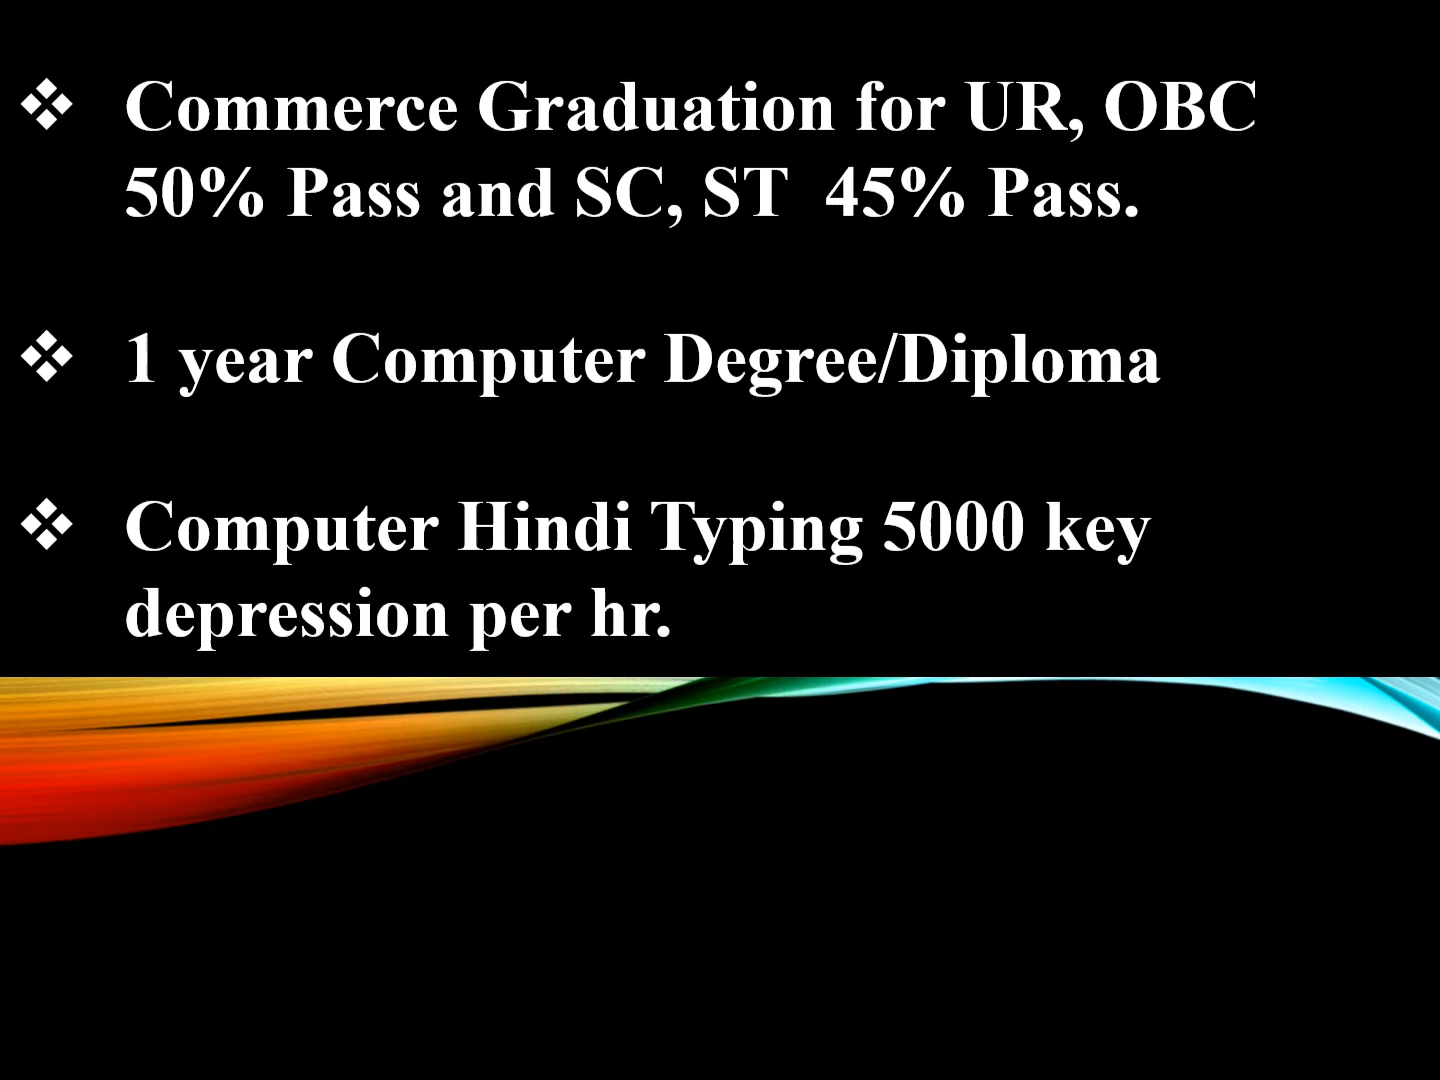 ❖ Commerce Graduation for UR, OBC
50% Pass and SC, ST 45% Pass.
❖ 1 year Computer Degree/Diploma
❖ Computer Hindi Typing 5000 key
depression per hr.